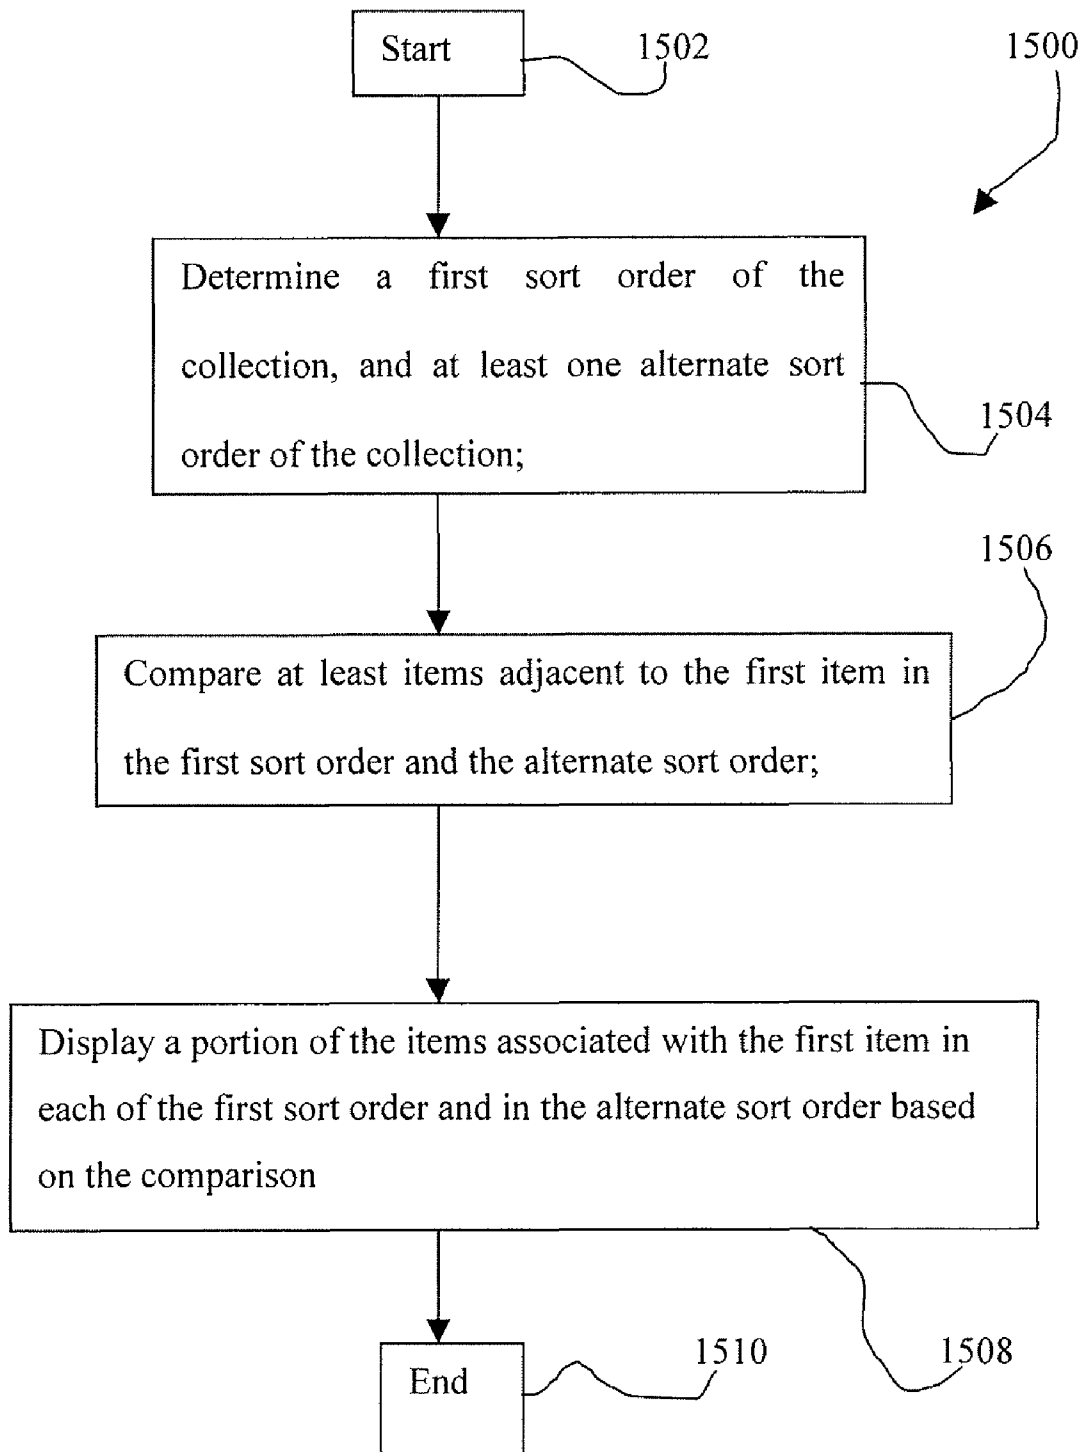 Start
1502
1500
Determine a first sort order of the
collection, and at least one alternate sort
order of the collection;
1504
1506
Compare at least items adjacent to the first item in
the first sort order and the alternate sort order;
Display a portion of the items associated with the first item in
each of the first sort order and in the alternate sort order based
on the comparison
1510
1508
End